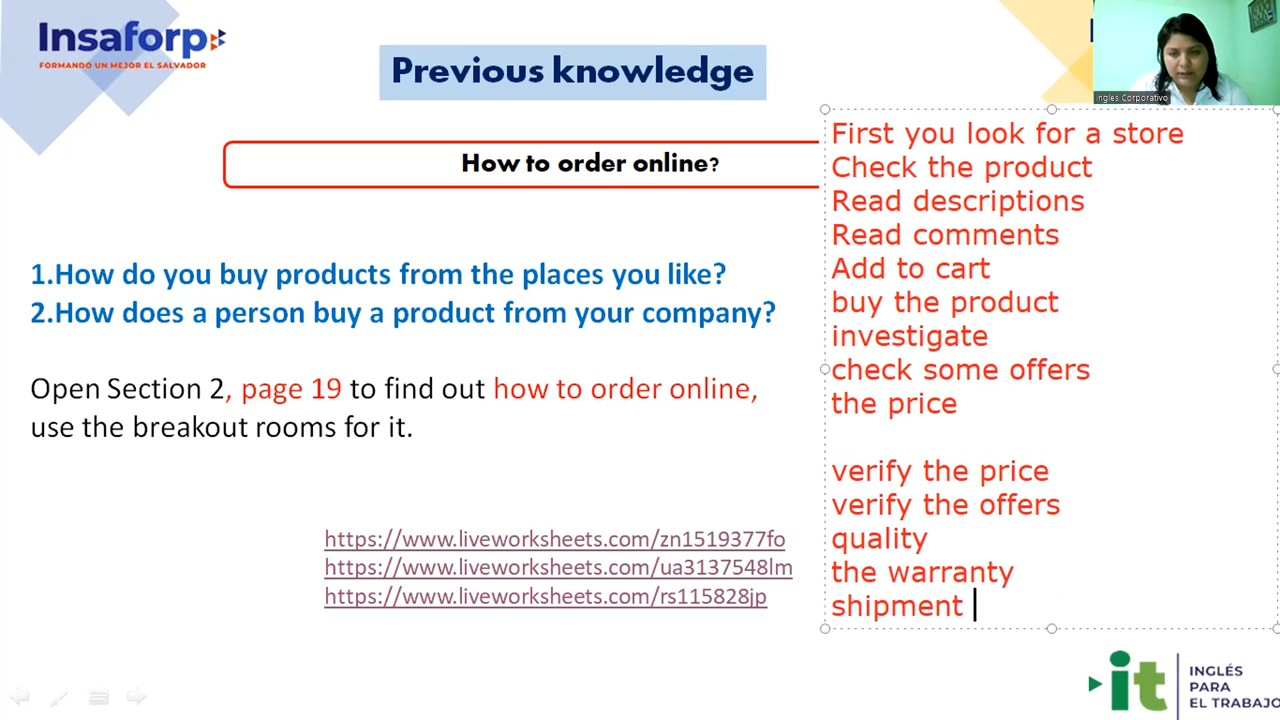 Insaforp
FORMANDO UN MEJOR EL SALVADOR
Previous knowledge
Ingles Corporativo
How to order online?
1.How do you buy products from the places you like?
2.How does a person buy a product from your company?
Open Section 2, page 19 to find out how to order online,
use the breakout rooms for it.
https://www.liveworksheets.com/zn1519377fo
https://www.liveworksheets.com/ua3137548lm
https://www.liveworksheets.com/rs115828jp
First you look for a store
Check the product
Read descriptions
Read comments
Add to cart
buy the product
investigate
check some offers
the price
verify the price
verify the offers
quality
the warranty
shipment
it
INGLÉS
PARA
EL TRABAJO